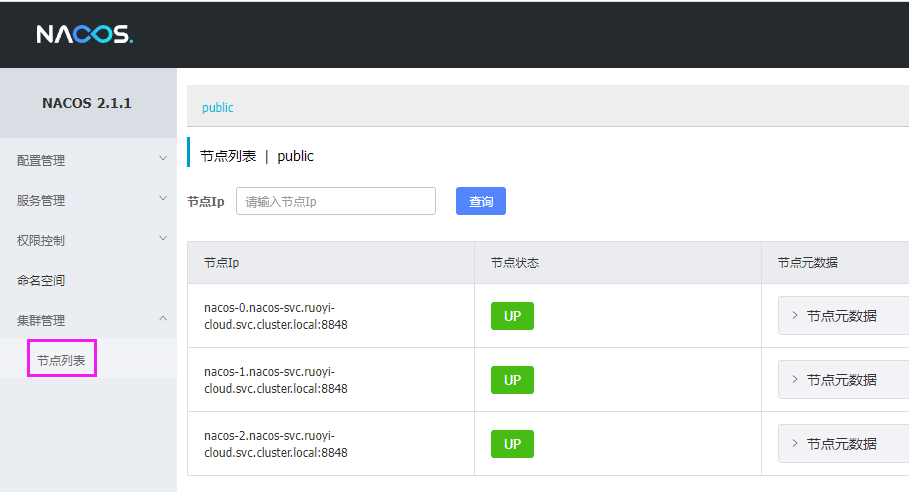 NACOS.
NACOS 2.1.1
配置管理
服务管理
权限控制
命名空间
集群管理
节点列表
public
节点列表 | public
节点Ip
请输入节点Ip
查询
节点Ip
节点状态
节点元数据
nacos-0.nacos-svc.ruoyi-
cloud.svc.cluster.local:8848
UP
节点元数据
nacos-1.nacos-svc.ruoyi-
cloud.svc.cluster.local:8848
UP
节点元数据
nacos-2.nacos-svc.ruoyi-
cloud.svc.cluster.local:8848
UP
节点元数据